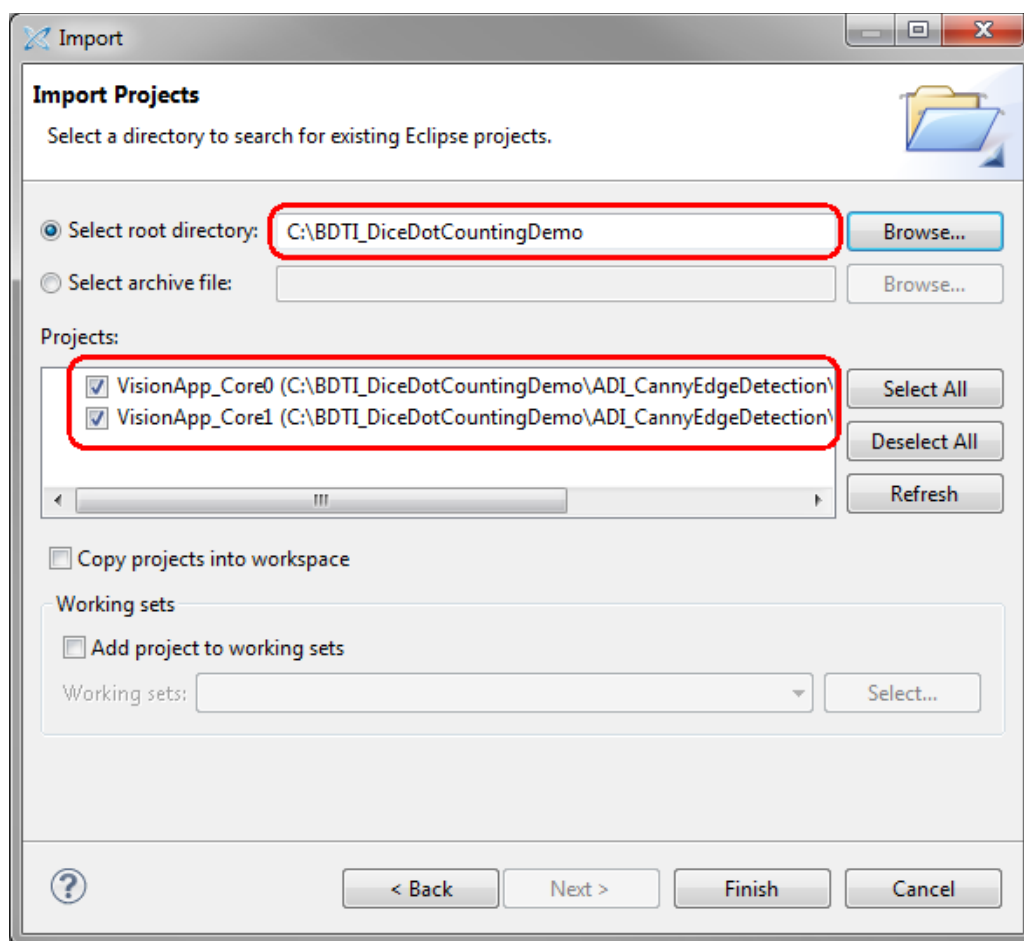 Import
Import Projects
Select a directory to search for existing Eclipse projects.
Select root directory: C:\BDTI_DiceDotCountingDemo Browse...
Select archive file: Browse...
Projects:
VisionApp_Core0 (C:\BDTI_DiceDotCountingDemo\ADI_CannyEdgeDetection\
VisionApp_Core1 (C:\BDTI_DiceDotCountingDemo\ADI_CannyEdgeDetection\
Select All
Deselect All
Refresh
Copy projects into workspace
Working sets
Add project to working sets
Working sets: Select...
? < Back Next > Finish Cancel